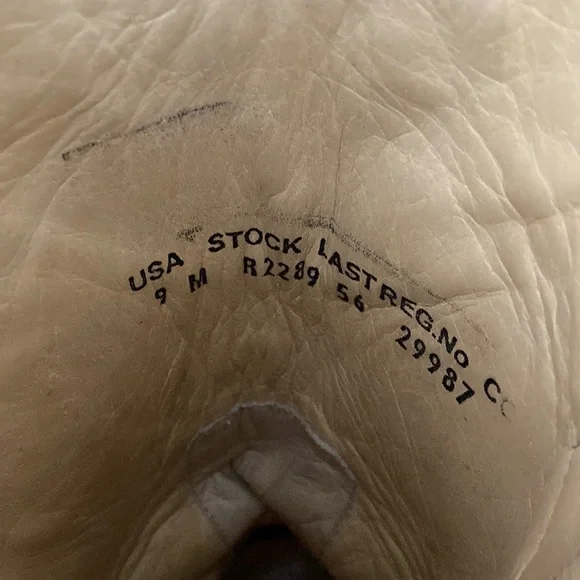 USA STOCK LAST REG.NO
9 M R2289 56 29987